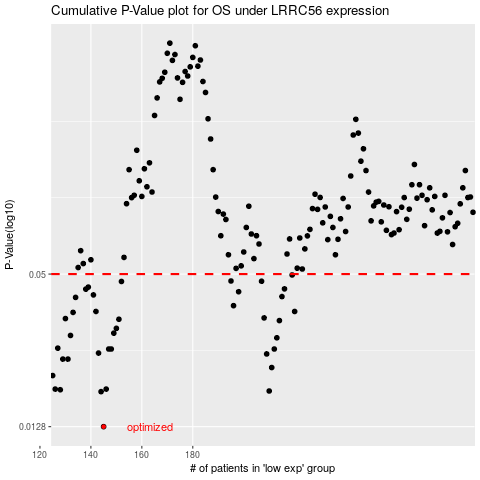 Cumulative P-Value plot for OS under LRRC56 expression
P-Value(log10)
0.05
0.0128
optimized
120 140 160 180
# of patients in 'low exp' group